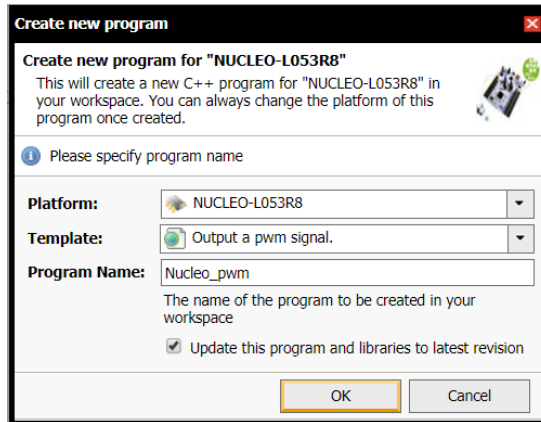 Create new program
Create new program for "NUCLEO-L053R8"
This will create a new C++ program for "NUCLEO-L053R8" in
your workspace. You can always change the platform of this
program once created.
Please specify program name
Platform: NUCLEO-L053R8
Template: Output a pwm signal.
Program Name: Nucleo_pwm
The name of the program to be created in your
workspace
Update this program and libraries to latest revision
OK Cancel